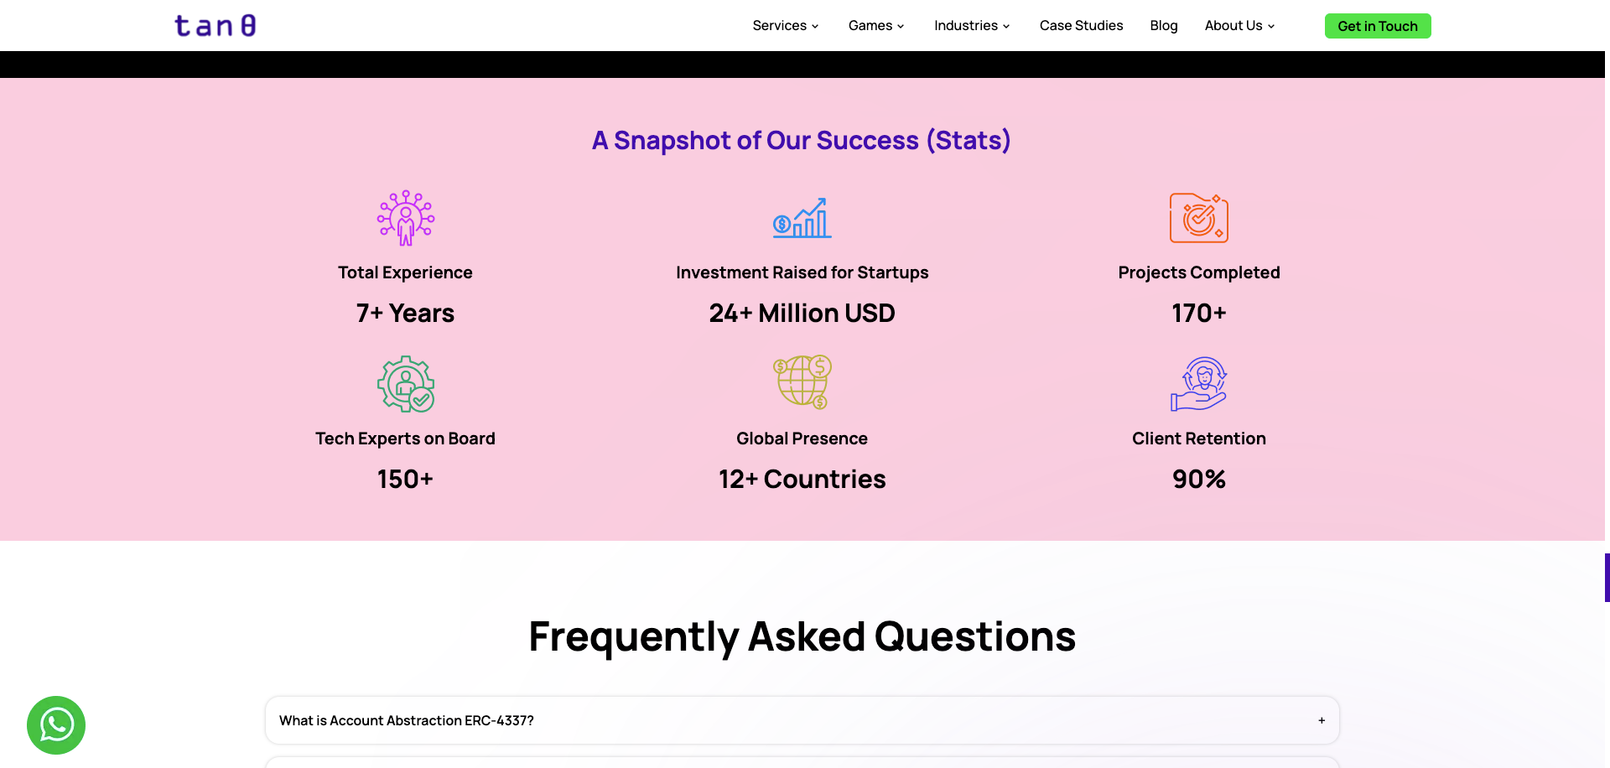 tan θ
Services
Games
Industries
Case Studies
Blog
About Us
Get in Touch
A Snapshot of Our Success (Stats)
Total Experience
7+ Years
Investment Raised for Startups
24+ Million USD
Projects Completed
170+
Tech Experts on Board
150+
Global Presence
12+ Countries
Client Retention
90%
Frequently Asked Questions
What is Account Abstraction ERC-4337?
+